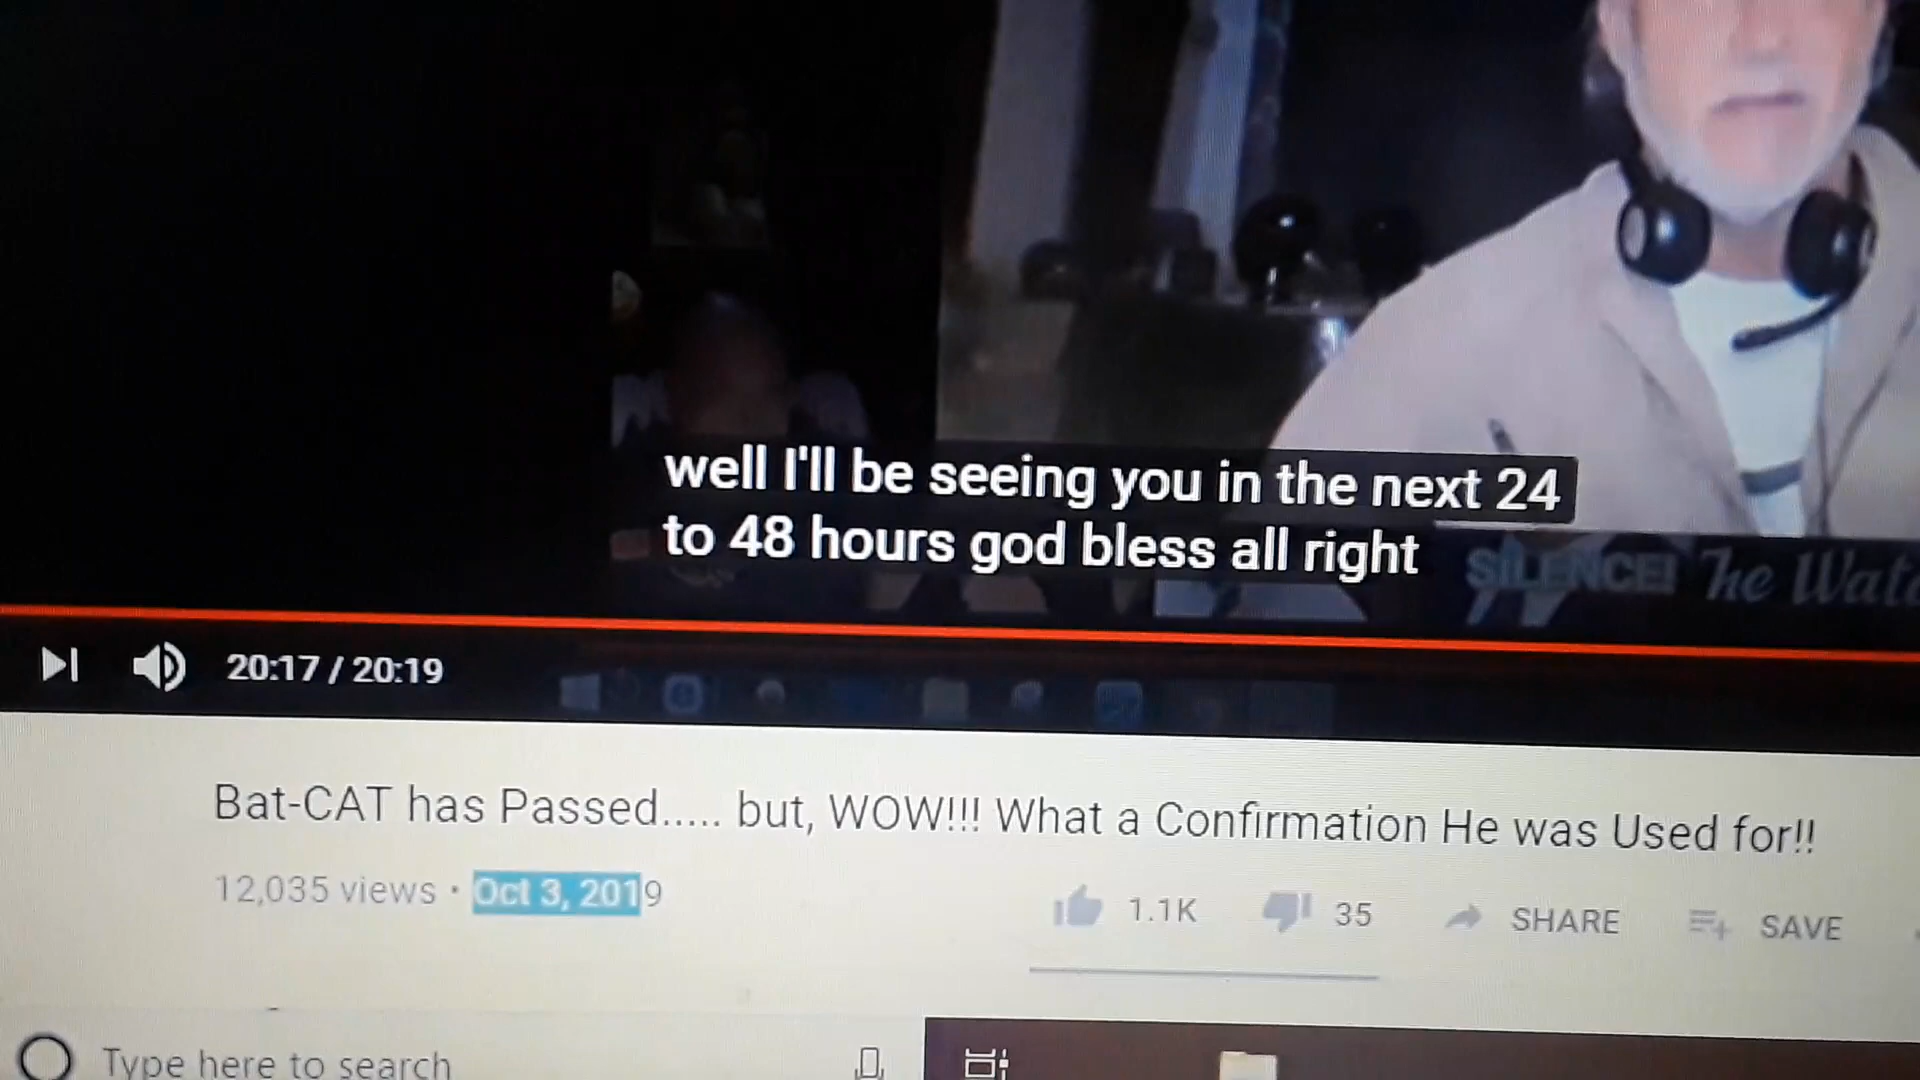 well I'll be seeing you in the next 24
to 48 hours god bless all right
SILENCE! The
20:17 / 20:19
Bat-CAT has Passed..... but, WOW!!! What a Confirmation He was Used for!!
12,035 views • Oct 3, 2019
1.1K 35 SHARE SAVE
Type here to search